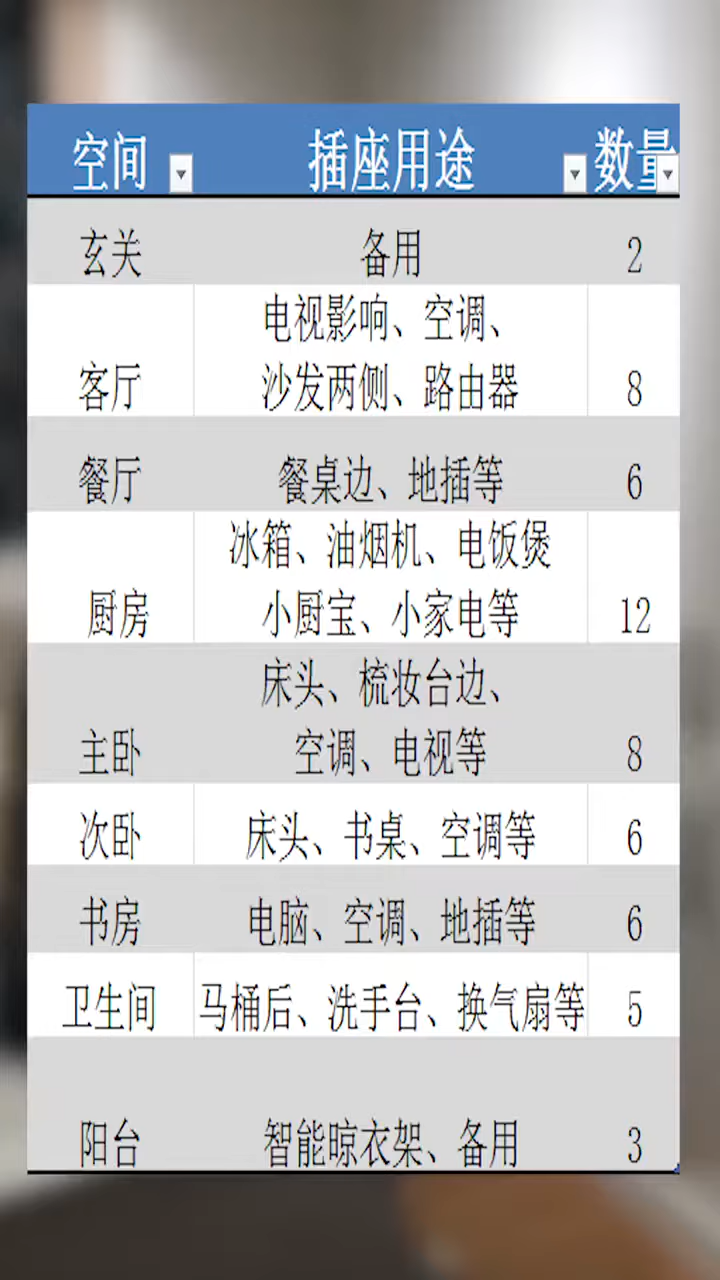 空间 插座用途 数量
玄关 备用 2
电视影响、空调、
客厅 沙发两侧、路由器 8
餐厅 餐桌边、地插等 6
冰箱、油烟机、电饭煲
厨房 小厨宝、小家电等 12
床头、梳妆台边、
主卧 空调、电视等 8
次卧 床头、书桌、空调等 6
书房 电脑、空调、地插等 6
卫生间 马桶后、洗手台、换气扇等 5
阳台 智能晾衣架、备用 3